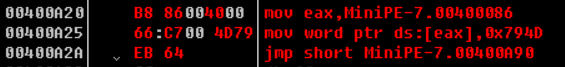 00400A20 B8 86004000 mov eax,MiniPE-7.00400086
00400A25 66:C700 4D79 mov word ptr ds:[eax],0x794D
00400A2A EB 64 jmp short MiniPE-7.00400A90